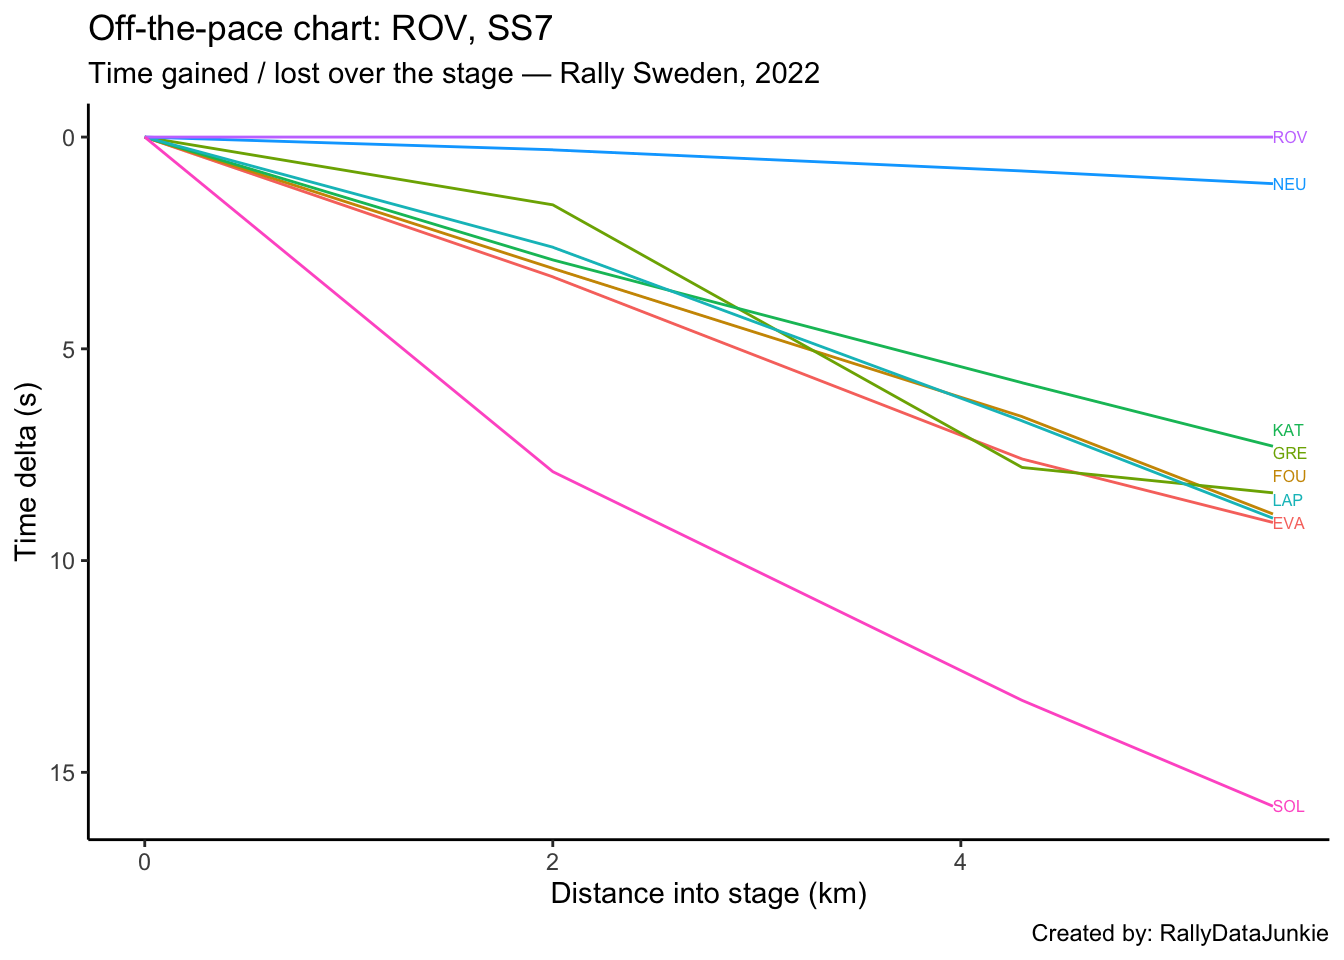 Off-the-pace chart: ROV, SS7
Time gained / lost over the stage — Rally Sweden, 2022
0
5
10
15
Time delta (s)
ROV
NEU
KAT
GRE
FOU
LAP
EVA
SOL
0 2 4
Distance into stage (km)
Created by: RallyDataJunkie